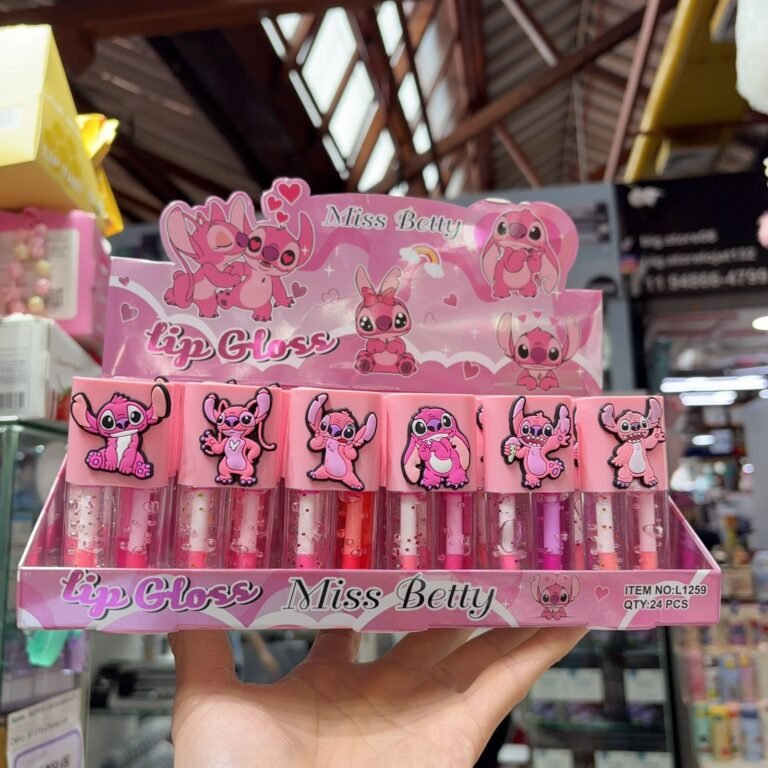 Miss Betty
Lip Gloss
Lip Gloss Miss Betty
ITEM NO:L1259
QTY:24 PCS